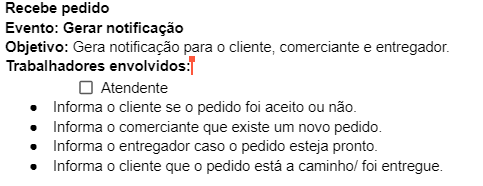 Recebe pedido
Evento: Gerar notificação
Objetivo: Gera notificação para o cliente, comerciante e entregador.
Trabalhadores envolvidos:
☐ Atendente
● Informa o cliente se o pedido foi aceito ou não.
● Informa o comerciante que existe um novo pedido.
● Informa o entregador caso o pedido esteja pronto.
● Informa o cliente que o pedido está a caminho/ foi entregue.